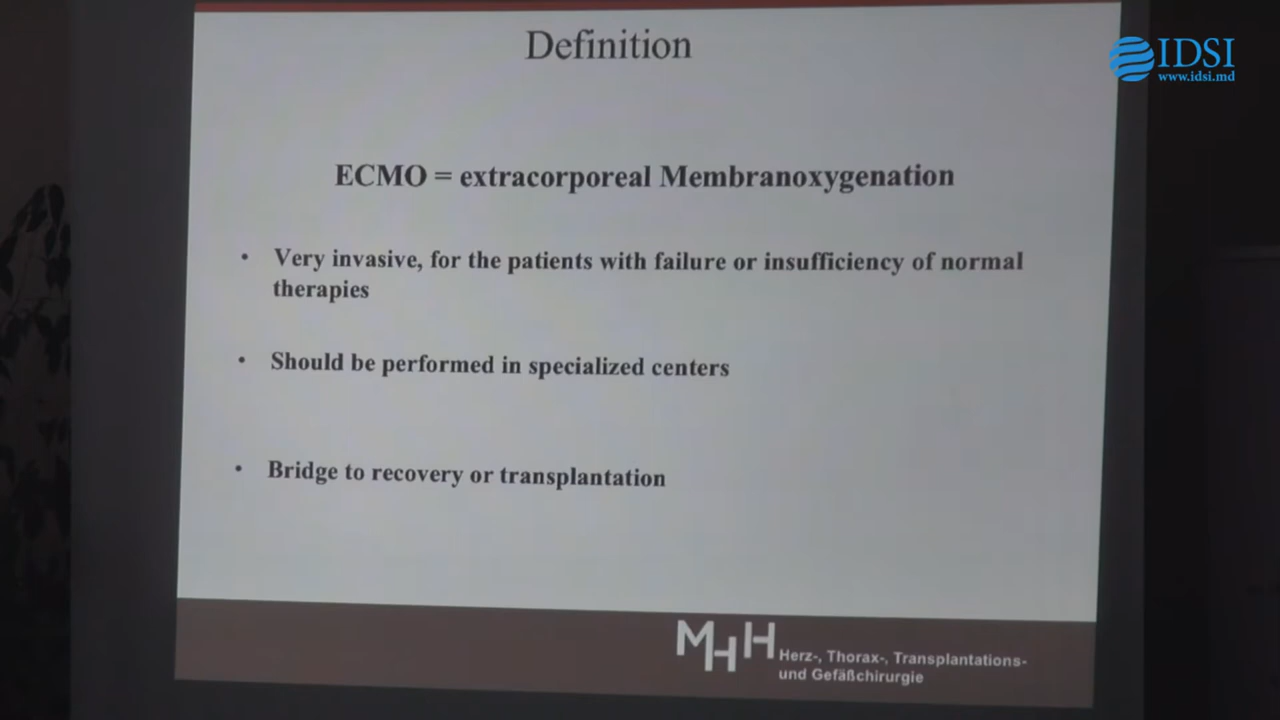 Definition
IDSI
www.idsi.md
ECMO = extracorporeal Membranoxygenation
• Very invasive, for the patients with failure or insufficiency of normal
therapies
• Should be performed in specialized centers
• Bridge to recovery or transplantation
MHH Herz-, Thorax-, Transplantations-
und Gefäßchirurgie